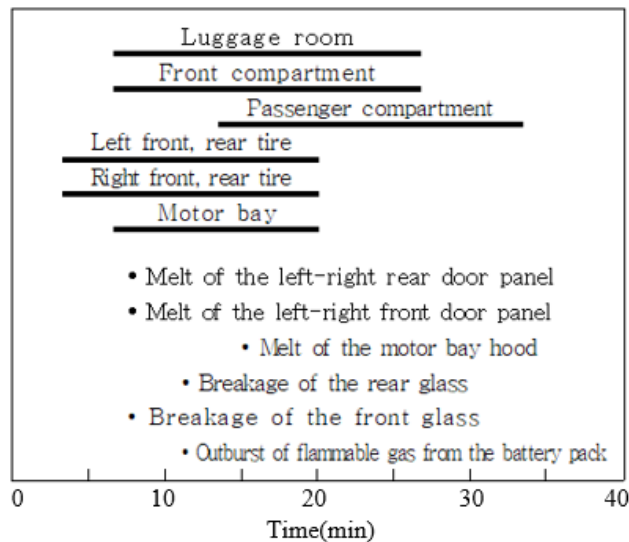 Luggage room
Front compartment
Passenger compartment
Left front, rear tire
Right front, rear tire
Motor bay
• Melt of the left-right rear door panel
• Melt of the left-right front door panel
• Melt of the motor bay hood
• Breakage of the rear glass
• Breakage of the front glass
• Outburst of flammable gas from the battery pack
0 10 20 30 40
Time(min)